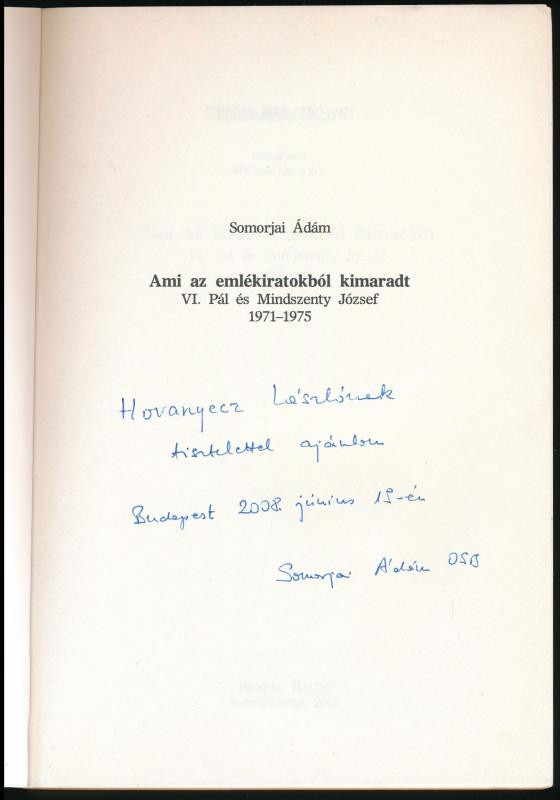 Somorjai Ádám
Ami az emlékiratokból kimaradt
VI. Pál és Mindszenty József
1971–1975
Hovanyecz Lászlónak
tisztelettel ajánlom
Budapest 2008. június 19-én
Somorjai Ádám OSB